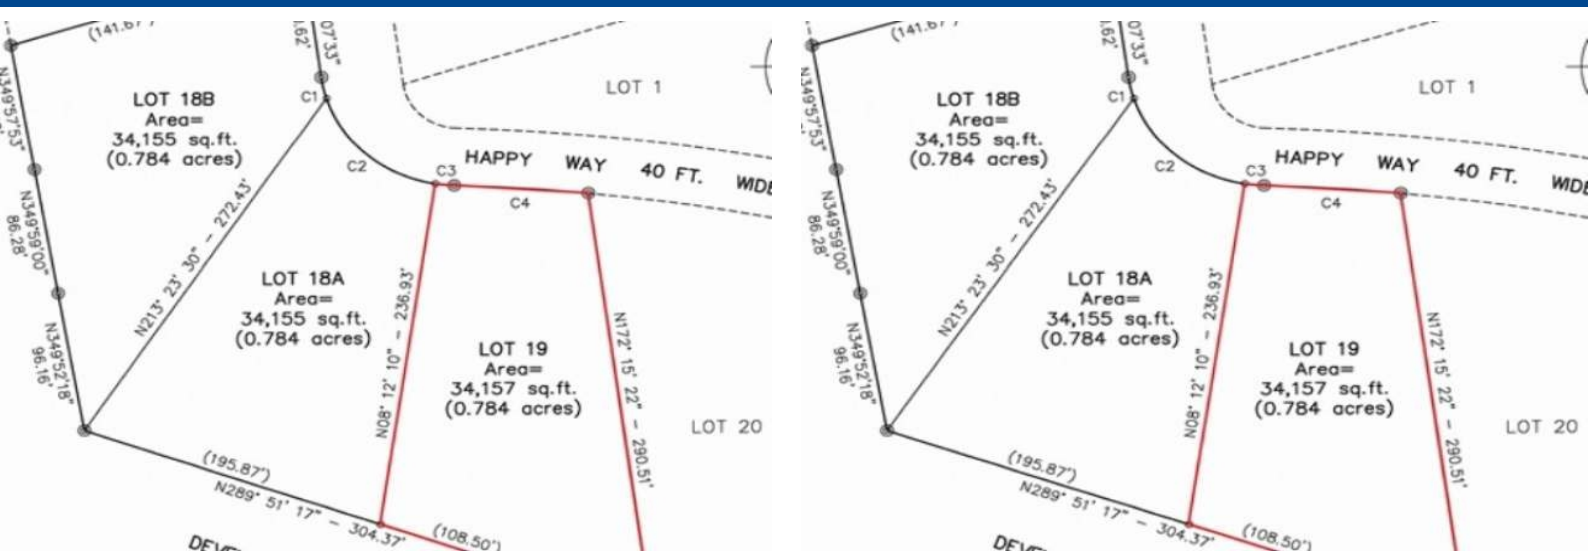 (141.67')
07'33"
.62'
LOT 1
LOT 18B
Area=
34,155 sq.ft.
(0.784 acres)
C1
N349°57'53"
HAPPY WAY 40 FT. WIDE
C2
C3
C4
N349°59'00"
86.28'
N213° 23' 30" - 272.43'
LOT 18A
Area=
34,155 sq.ft.
(0.784 acres)
N08° 12' 10" - 236.93'
LOT 19
Area=
34,157 sq.ft.
(0.784 acres)
N172° 15' 22" - 290.51'
N349°52'18"
96.16'
LOT 20
(195.87')
N289° 51' 17" - 304.37'
(108.50')
(141.67')
07'33"
.62'
LOT 1
LOT 18B
Area=
34,155 sq.ft.
(0.784 acres)
C1
N349°57'53"
HAPPY WAY 40 FT. WIDE
C2
C3
C4
N349°59'00"
86.28'
N213° 23' 30" - 272.43'
LOT 18A
Area=
34,155 sq.ft.
(0.784 acres)
N08° 12' 10" - 236.93'
LOT 19
Area=
34,157 sq.ft.
(0.784 acres)
N172° 15' 22" - 290.51'
N349°52'18"
96.16'
LOT 20
(195.87')
N289° 51' 17" - 304.37'
(108.50')